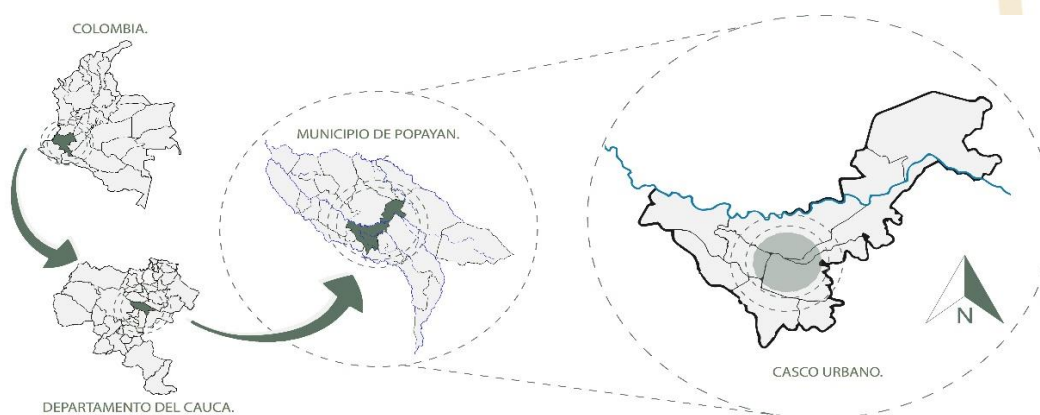 COLOMBIA.
MUNICIPIO DE POPAYAN.
DEPARTAMENTO DEL CAUCA.
CASCO URBANO.
N